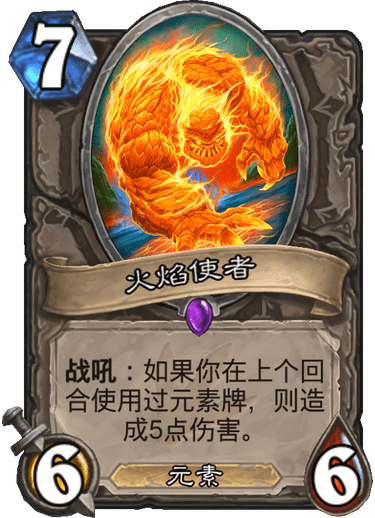 7
火焰使者
战吼：如果你在上个回
合使用过元素牌，则造
成5点伤害。
6
元素
6